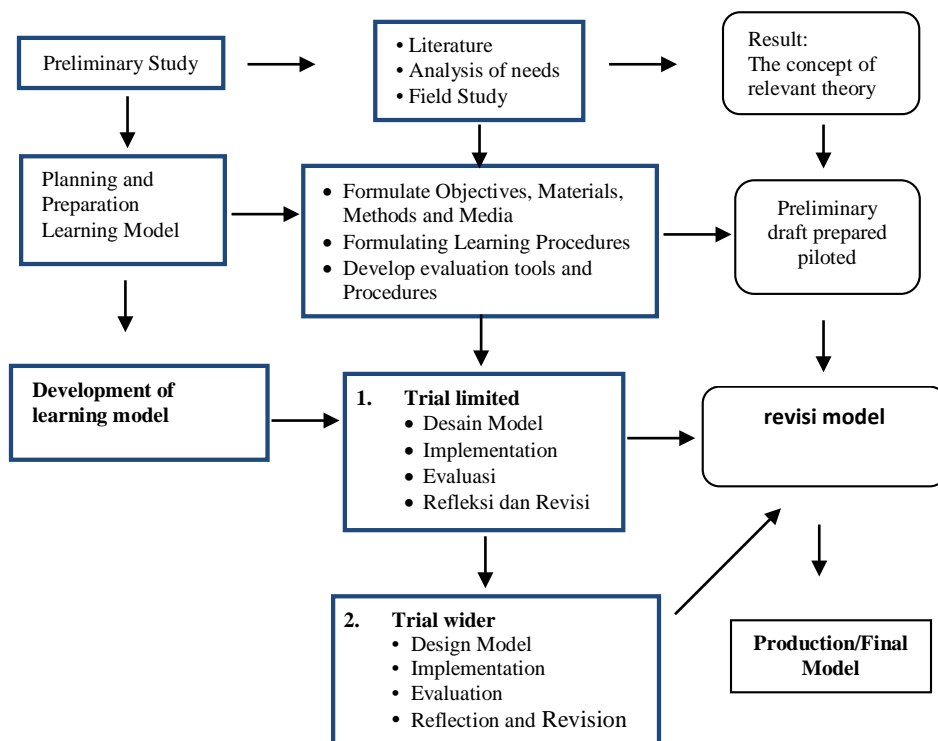 Preliminary Study
• Literature
• Analysis of needs
• Field Study
Result:
The concept of
relevant theory
Planning and
Preparation
Learning Model
• Formulate Objectives, Materials,
Methods and Media
• Formulating Learning Procedures
• Develop evaluation tools and
Procedures
Preliminary
draft prepared
piloted
Development of
learning model
1. Trial limited
• Desain Model
• Implementation
• Evaluasi
• Refleksi dan Revisi
revisi model
2. Trial wider
• Design Model
• Implementation
• Evaluation
• Reflection and Revision
Production/Final
Model